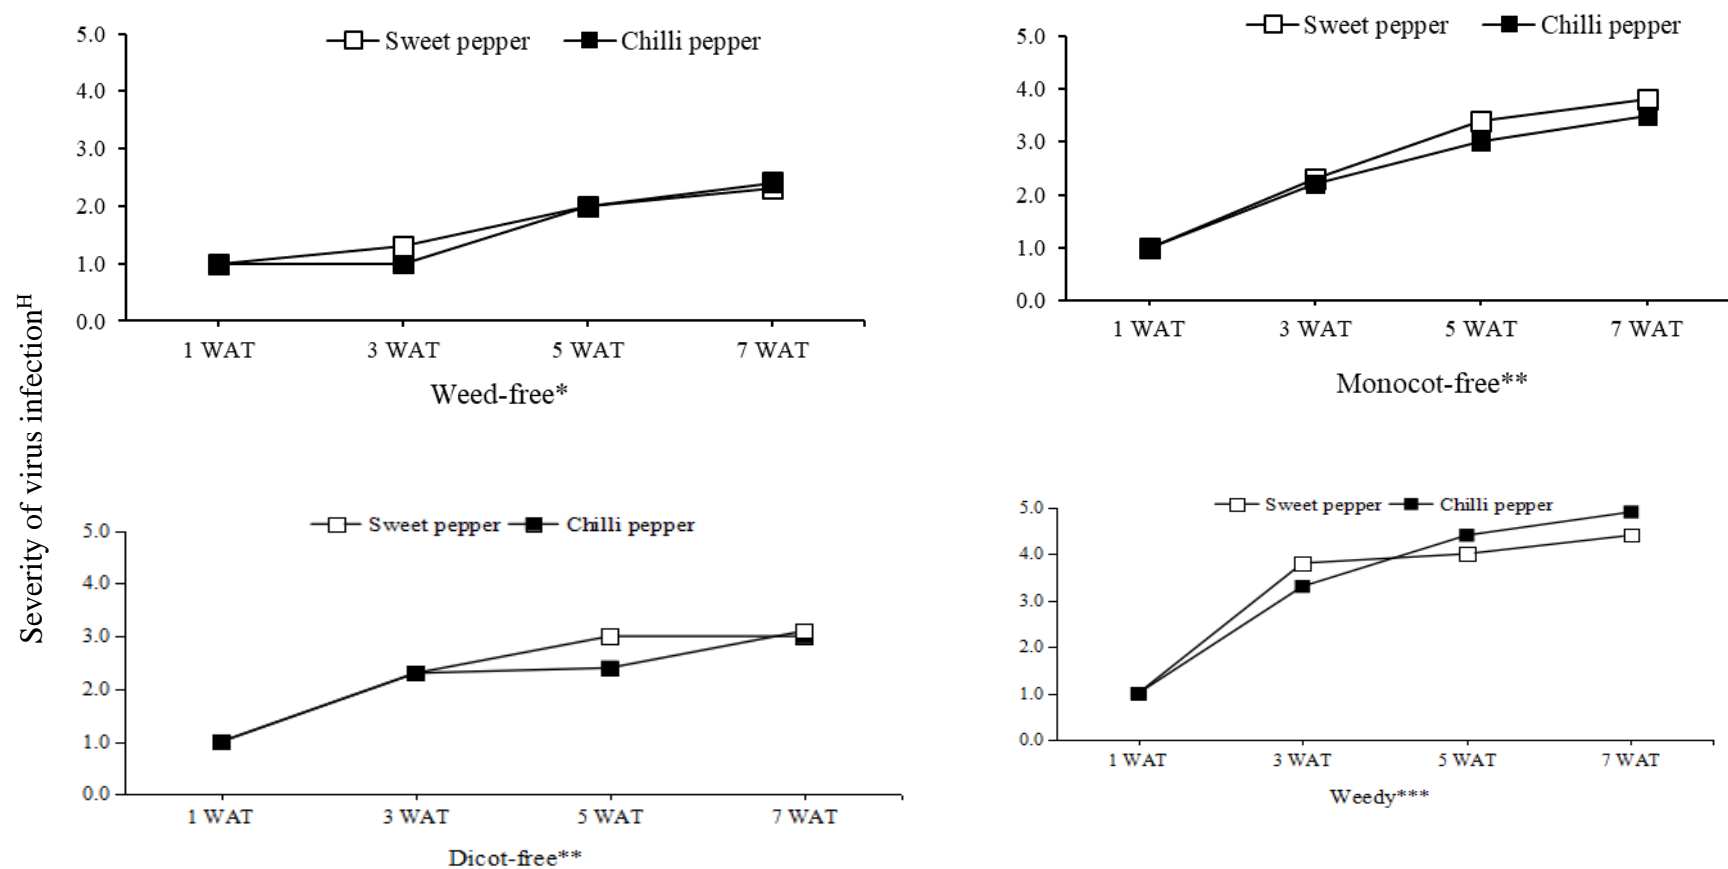 Severity of virus infectionH
Sweet pepper Chilli pepper
5.0
4.0
3.0
2.0
1.0
0.0
1 WAT 3 WAT 5 WAT 7 WAT
Weed-free*
Sweet pepper Chilli pepper
5.0
4.0
3.0
2.0
1.0
0.0
1 WAT 3 WAT 5 WAT 7 WAT
Monocot-free**
Sweet pepper Chilli pepper
5.0
4.0
3.0
2.0
1.0
0.0
1 WAT 3 WAT 5 WAT 7 WAT
Dicot-free**
Sweet pepper Chilli pepper
5.0
4.0
3.0
2.0
1.0
0.0
1 WAT 3 WAT 5 WAT 7 WAT
Weedy***